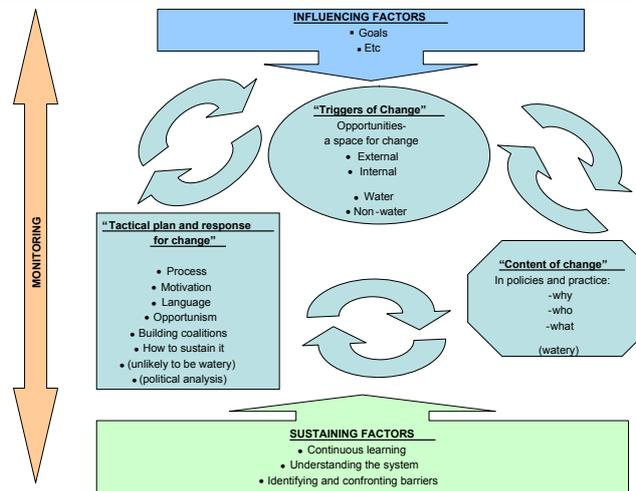 INFLUENCING FACTORS
▪ Goals
▪ Etc
MONITORING
“Triggers of Change”
Opportunities-
a space for change
• External
• Internal
• Water
• Non-water
“Tactical plan and response
for change”
• Process
• Motivation
• Language
• Opportunism
• Building coalitions
• How to sustain it
• (unlikely to be watery)
• (political analysis)
“Content of change”
In policies and practice:
-why
-who
-what
(watery)
SUSTAINING FACTORS
• Continuous learning
• Understanding the system
• Identifying and confronting barriers